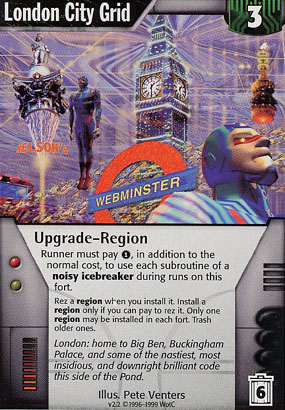 London City Grid
3
NELSON's
WEBMINSTER
Upgrade-Region
Runner must pay ❶, in addition to the
normal cost, to use each subroutine of a
noisy icebreaker during runs on this
fort.
Rez a region when you install it. Install a
region only if you can pay to rez it. Only one
region may be installed in each fort. Trash
older ones.
London: home to Big Ben, Buckingham
Palace, and some of the nastiest, most
insidious, and downright brilliant code
this side of the Pond.
Illus. Pete Venters
v2.2 © 1996-1999 WotC
6